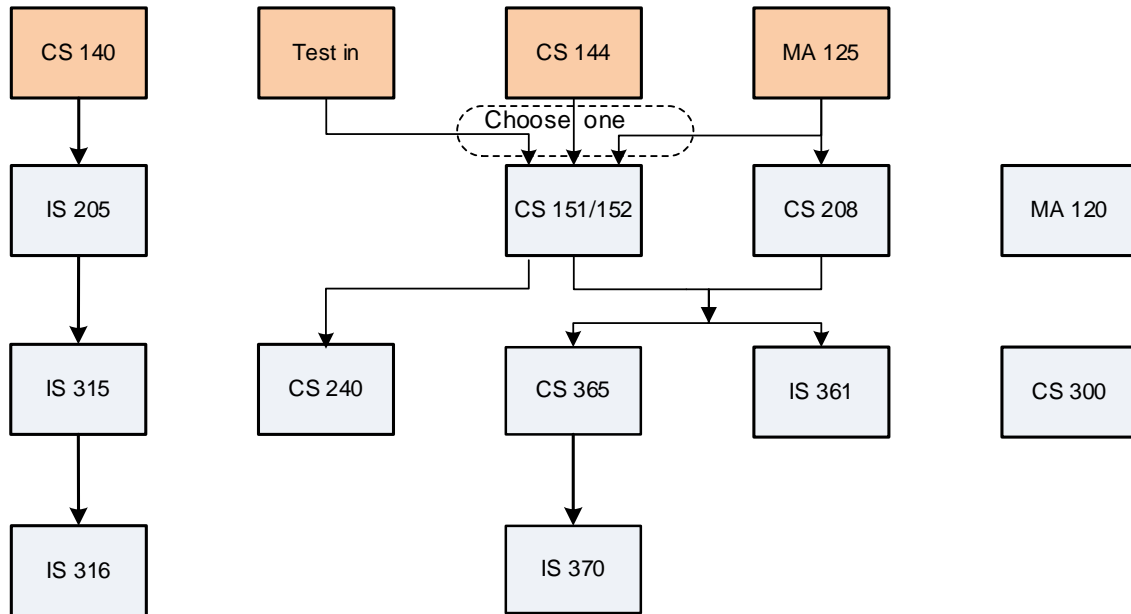 CS 140
Test in
CS 144
MA 125
Choose one
IS 205
CS 151/152
CS 208
MA 120
IS 315
CS 240
CS 365
IS 361
CS 300
IS 316
IS 370